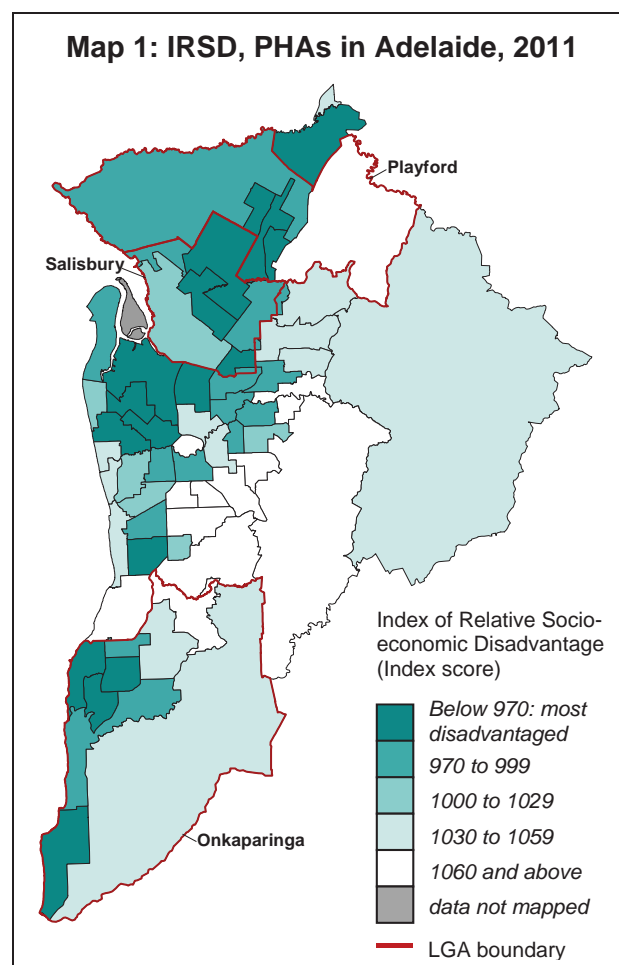 Map 1: IRSD, PHAs in Adelaide, 2011
Playford
Salisbury
Onkaparinga
Index of Relative Socio-
economic Disadvantage
(Index score)
Below 970: most
disadvantaged
970 to 999
1000 to 1029
1030 to 1059
1060 and above
data not mapped
LGA boundary